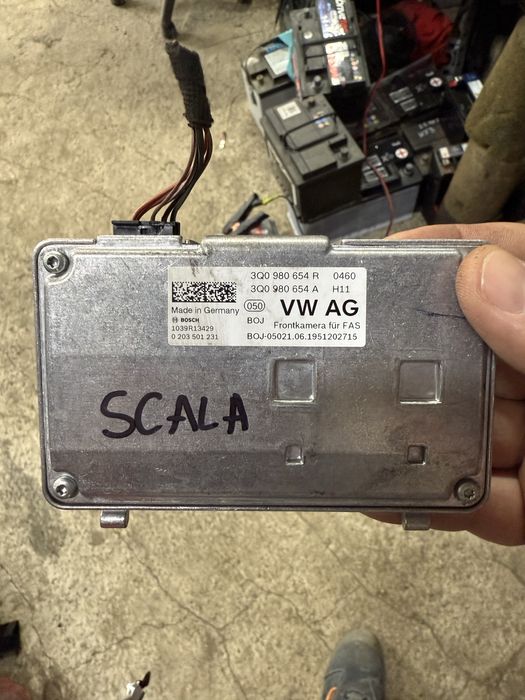 3Q0 980 654 R 0460
3Q0 980 654 A H11
Made in Germany 050 VW AG
BOSCH BOJ Frontkamera für FAS
1039R13429
0 203 501 231 BOJ-05021.06.1951202715
SCALA